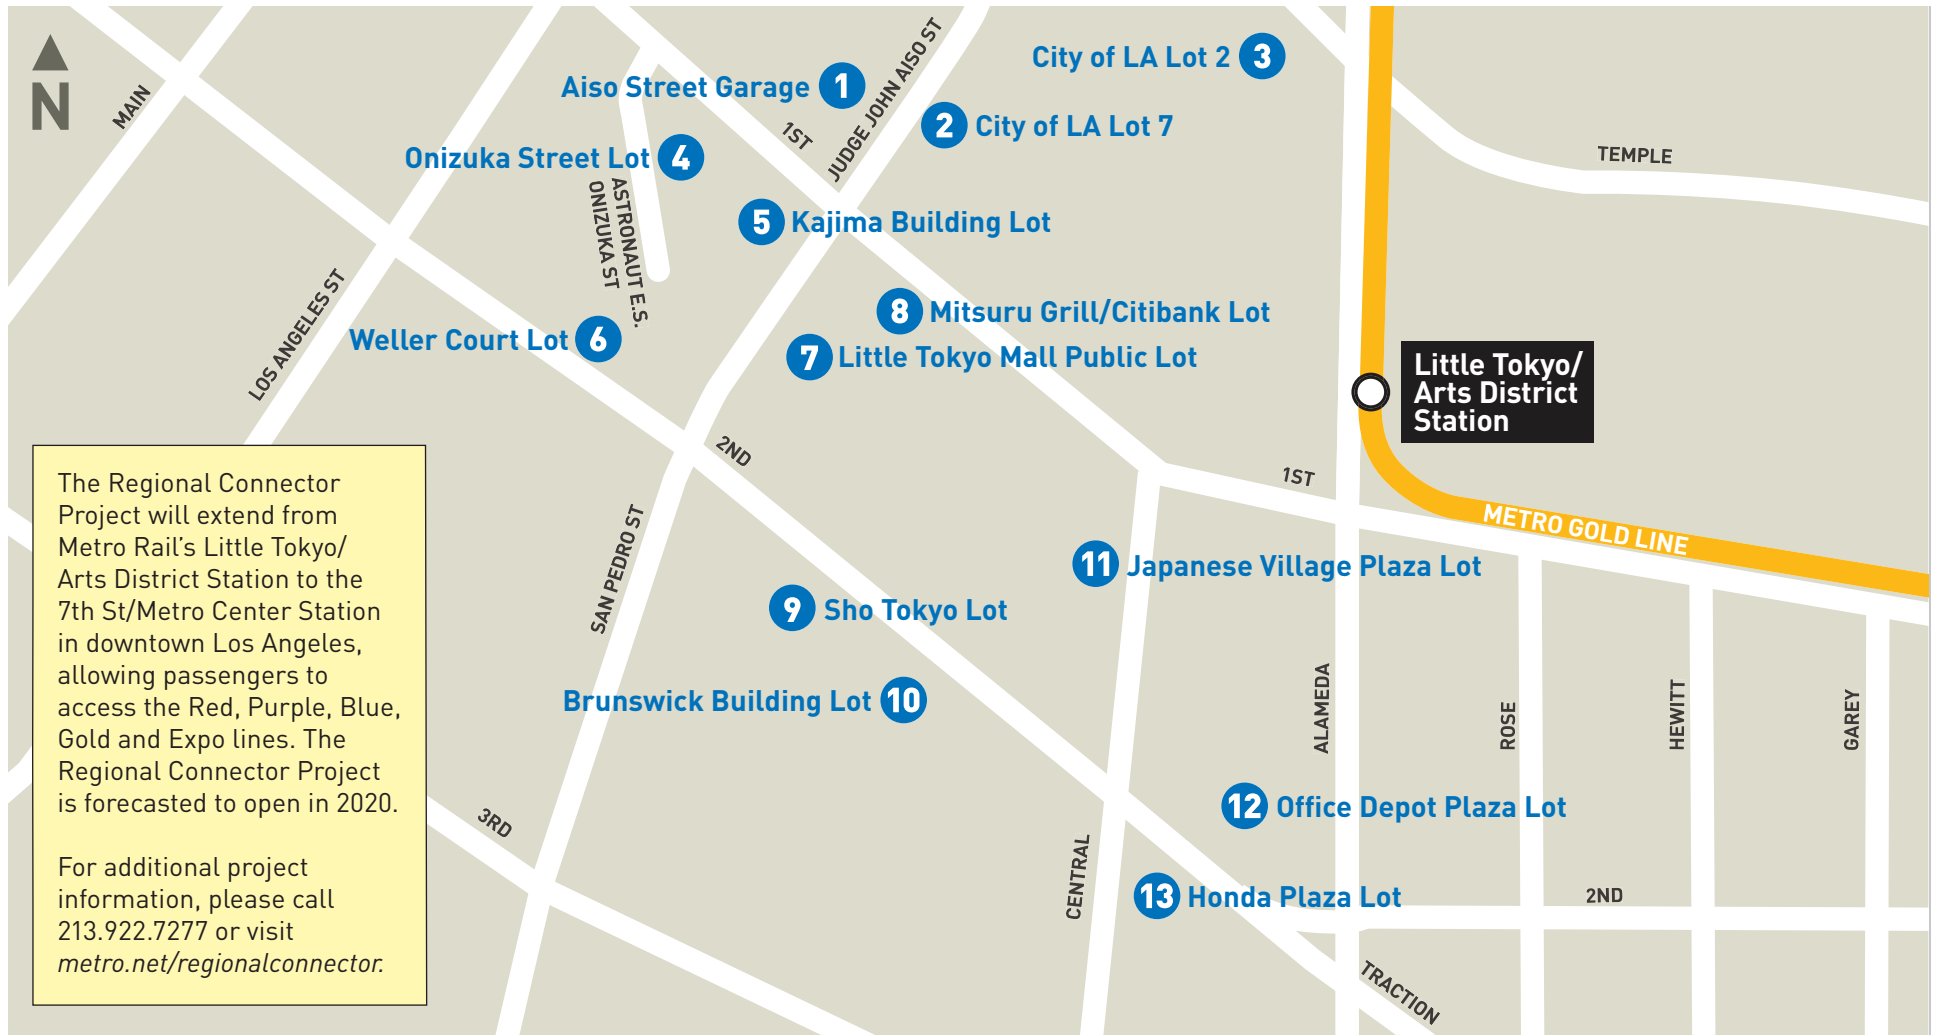 N
MAIN
LOS ANGELES ST
Aiso Street Garage 1
1ST
JUDGE JOHN AISO ST
2 City of LA Lot 7
City of LA Lot 2 3
TEMPLE
Onizuka Street Lot 4
ASTRONAUT E.S.
ONIZUKA ST
5 Kajima Building Lot
Weller Court Lot 6
8 Mitsuru Grill/Citibank Lot
7 Little Tokyo Mall Public Lot
Little Tokyo/
Arts District
Station
2ND
1ST
METRO GOLD LINE
SAN PEDRO ST
11 Japanese Village Plaza Lot
9 Sho Tokyo Lot
Brunswick Building Lot 10
ALAMEDA
ROSE
HEWITT
GAREY
12 Office Depot Plaza Lot
3RD
CENTRAL
13 Honda Plaza Lot
2ND
TRACTION
The Regional Connector
Project will extend from
Metro Rail's Little Tokyo/
Arts District Station to the
7th St/Metro Center Station
in downtown Los Angeles,
allowing passengers to
access the Red, Purple, Blue,
Gold and Expo lines. The
Regional Connector Project
is forecasted to open in 2020.
For additional project
information, please call
213.922.7277 or visit
metro.net/regionalconnector.